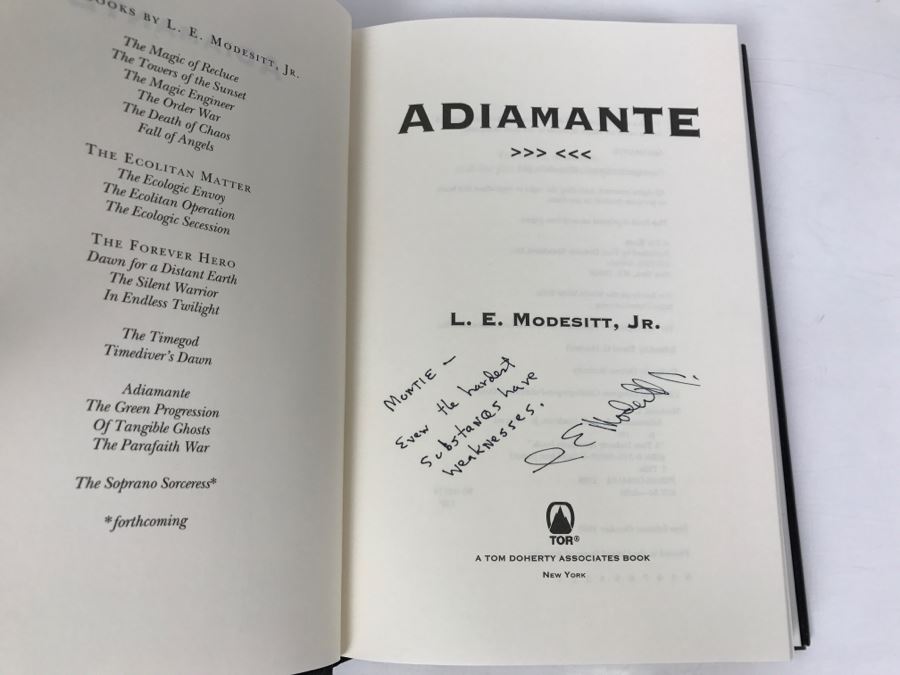 BOOKS BY L. E. MODESITT, JR.
The Magic of Recluce
The Towers of the Sunset
The Magic Engineer
The Order War
The Death of Chaos
Fall of Angels
THE ECOLITAN MATTER
The Ecologic Envoy
The Ecolitan Operation
The Ecologic Secession
THE FOREVER HERO
Dawn for a Distant Earth
The Silent Warrior
In Endless Twilight
The Timegod
Timediver's Dawn
Adiamante
The Green Progression
Of Tangible Ghosts
The Parafaith War
The Soprano Sorceress*
*forthcoming
ADIAMANTE
>>> <<<
L. E. MODESITT, JR.
MONTIE —
Even the hardest
substances have
weaknesses.
L E Modesitt Jr.
TOR®
A TOM DOHERTY ASSOCIATES BOOK
NEW YORK